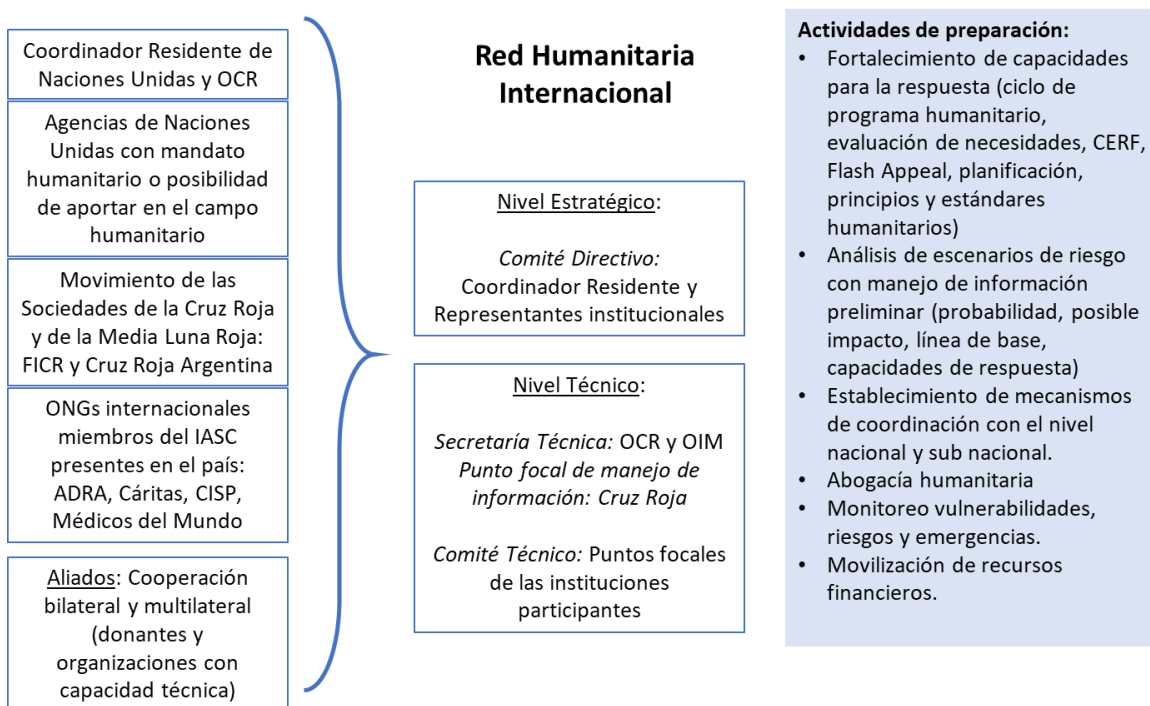 Coordinador Residente de
Naciones Unidas y OCR
Agencias de Naciones
Unidas con mandato
humanitario o posibilidad
de aportar en el campo
humanitario
Movimiento de las
Sociedades de la Cruz Roja
y de la Media Luna Roja:
FICR y Cruz Roja Argentina
ONGs internacionales
miembros del IASC
presentes en el país:
ADRA, Cáritas, CISP,
Médicos del Mundo
Aliados: Cooperación
bilateral y multilateral
(donantes y
organizaciones con
capacidad técnica)
Red Humanitaria
Internacional
Nivel Estratégico:
Comité Directivo:
Coordinador Residente y
Representantes institucionales
Nivel Técnico:
Secretaría Técnica: OCR y OIM
Punto focal de manejo de
información: Cruz Roja
Comité Técnico: Puntos focales
de las instituciones
participantes
Actividades de preparación:
• Fortalecimiento de capacidades
para la respuesta (ciclo de
programa humanitario,
evaluación de necesidades, CERF,
Flash Appeal, planificación,
principios y estándares
humanitarios)
• Análisis de escenarios de riesgo
con manejo de información
preliminar (probabilidad, posible
impacto, línea de base,
capacidades de respuesta)
• Establecimiento de mecanismos
de coordinación con el nivel
nacional y sub nacional.
• Abogacía humanitaria
• Monitoreo vulnerabilidades,
riesgos y emergencias.
• Movilización de recursos
financieros.